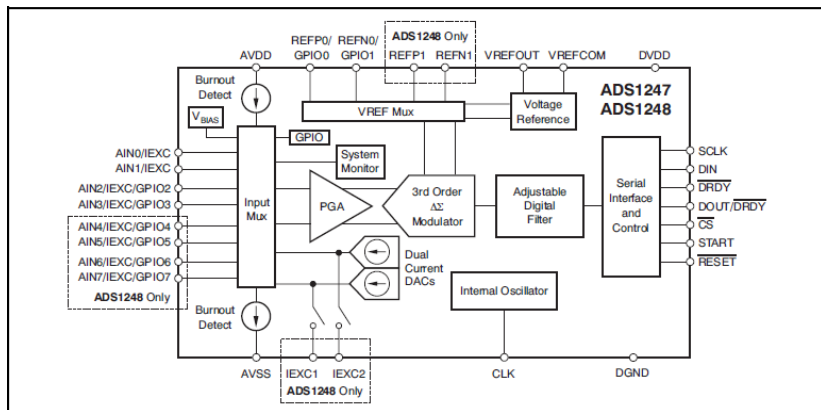 REFP0/ REFN0/ ADS1248 Only
AVDD GPIO0 GPIO1 REFP1 REFN1 VREFOUT VREFCOM DVDD
Burnout
Detect
ADS1247
ADS1248
VREF Mux
Voltage
Reference
VBIAS
GPIO
System
Monitor
AIN0/IEXC
AIN1/IEXC
AIN2/IEXC/GPIO2
AIN3/IEXC/GPIO3
AIN4/IEXC/GPIO4
AIN5/IEXC/GPIO5
AIN6/IEXC/GPIO6
AIN7/IEXC/GPIO7
ADS1248 Only
Input
Mux
PGA
3rd Order
ΔΣ
Modulator
Adjustable
Digital
Filter
Serial
Interface
and
Control
SCLK
DIN
DRDY
DOUT/DRDY
CS
START
RESET
Dual
Current
DACs
Burnout
Detect
Internal Oscillator
AVSS IEXC1 IEXC2 CLK DGND
ADS1248 Only